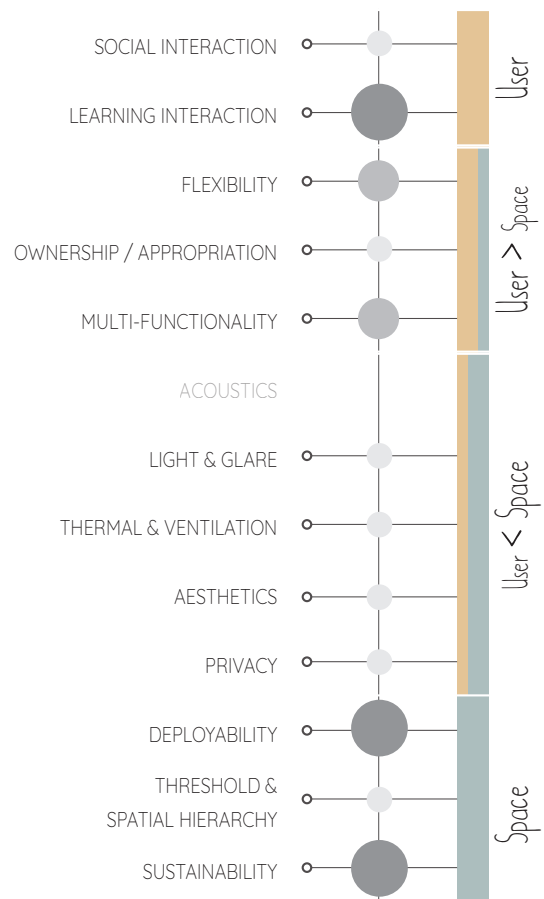 SOCIAL INTERACTION
LEARNING INTERACTION
User
FLEXIBILITY
OWNERSHIP / APPROPRIATION
MULTI-FUNCTIONALITY
User > Space
ACOUSTICS
LIGHT & GLARE
THERMAL & VENTILATION
AESTHETICS
PRIVACY
User < Space
DEPLOYABILITY
THRESHOLD &
SPATIAL HIERARCHY
SUSTAINABILITY
Space